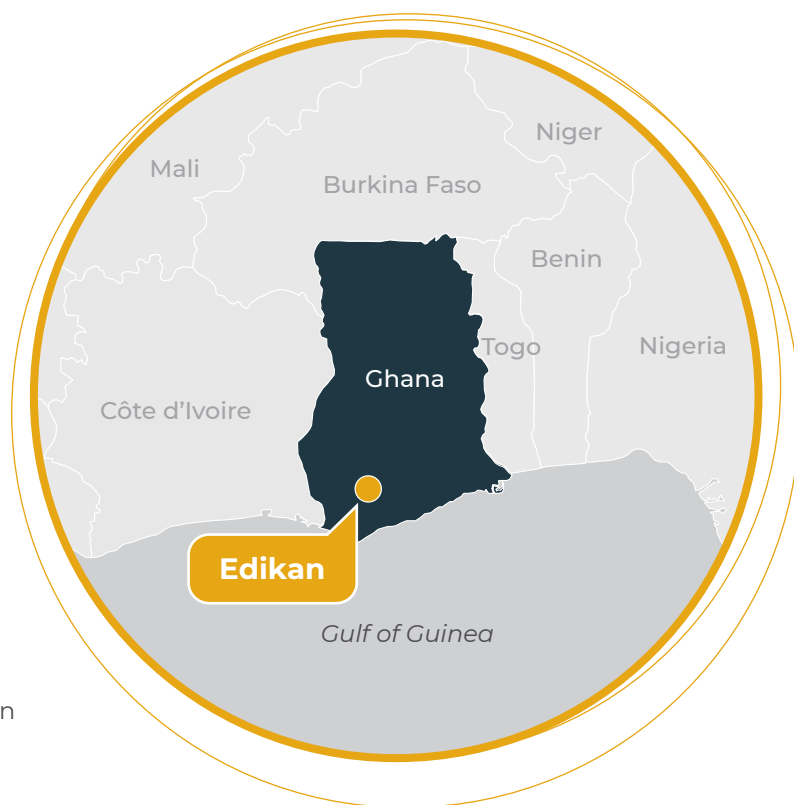 Niger
Mali
Burkina Faso
Benin
Togo
Nigeria
Ghana
Côte d’Ivoire
Edikan
Gulf of Guinea
n